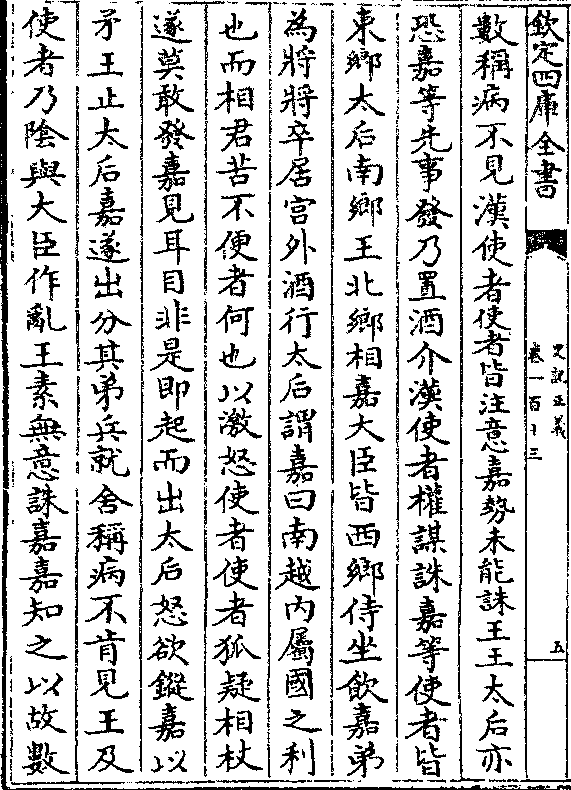 欽定四庫全書
史記正義
卷一百十三
五
數稱病不見漢使者使者皆注意嘉勢未能誅王王太后亦
恐嘉等先事發乃置酒介漢使者權謀誅嘉等使者皆
東鄉太后南鄉王北鄉相嘉大臣皆西鄉侍坐飲嘉弟
為將將卒居宫外酒行太后謂嘉曰南越内屬國之利
也而相君苦不便者何也以激怒使者使者狐疑相杖
遂莫敢發嘉見耳目非是即起而出太后怒欲鏦嘉以
矛王止太后嘉遂出分其弟兵就舍稱病不肯見王及
使者乃陰與大臣作亂王素無意誅嘉嘉知之以故數